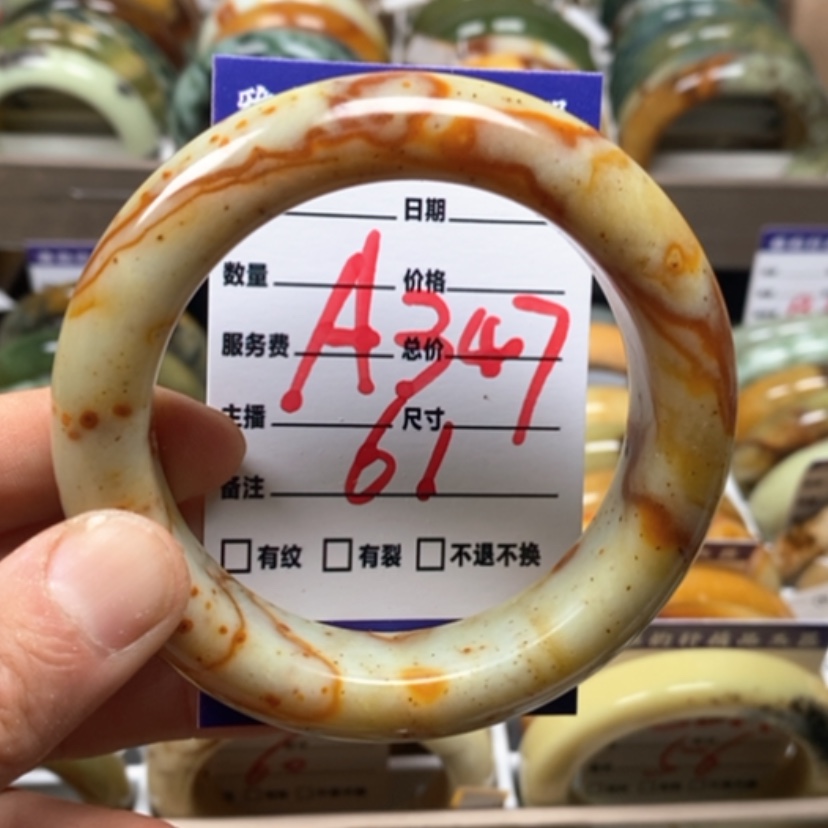 日期
数量 价格
服务费 总价
主播 尺寸
备注
A347
61
□有纹 □有裂 □不退不换